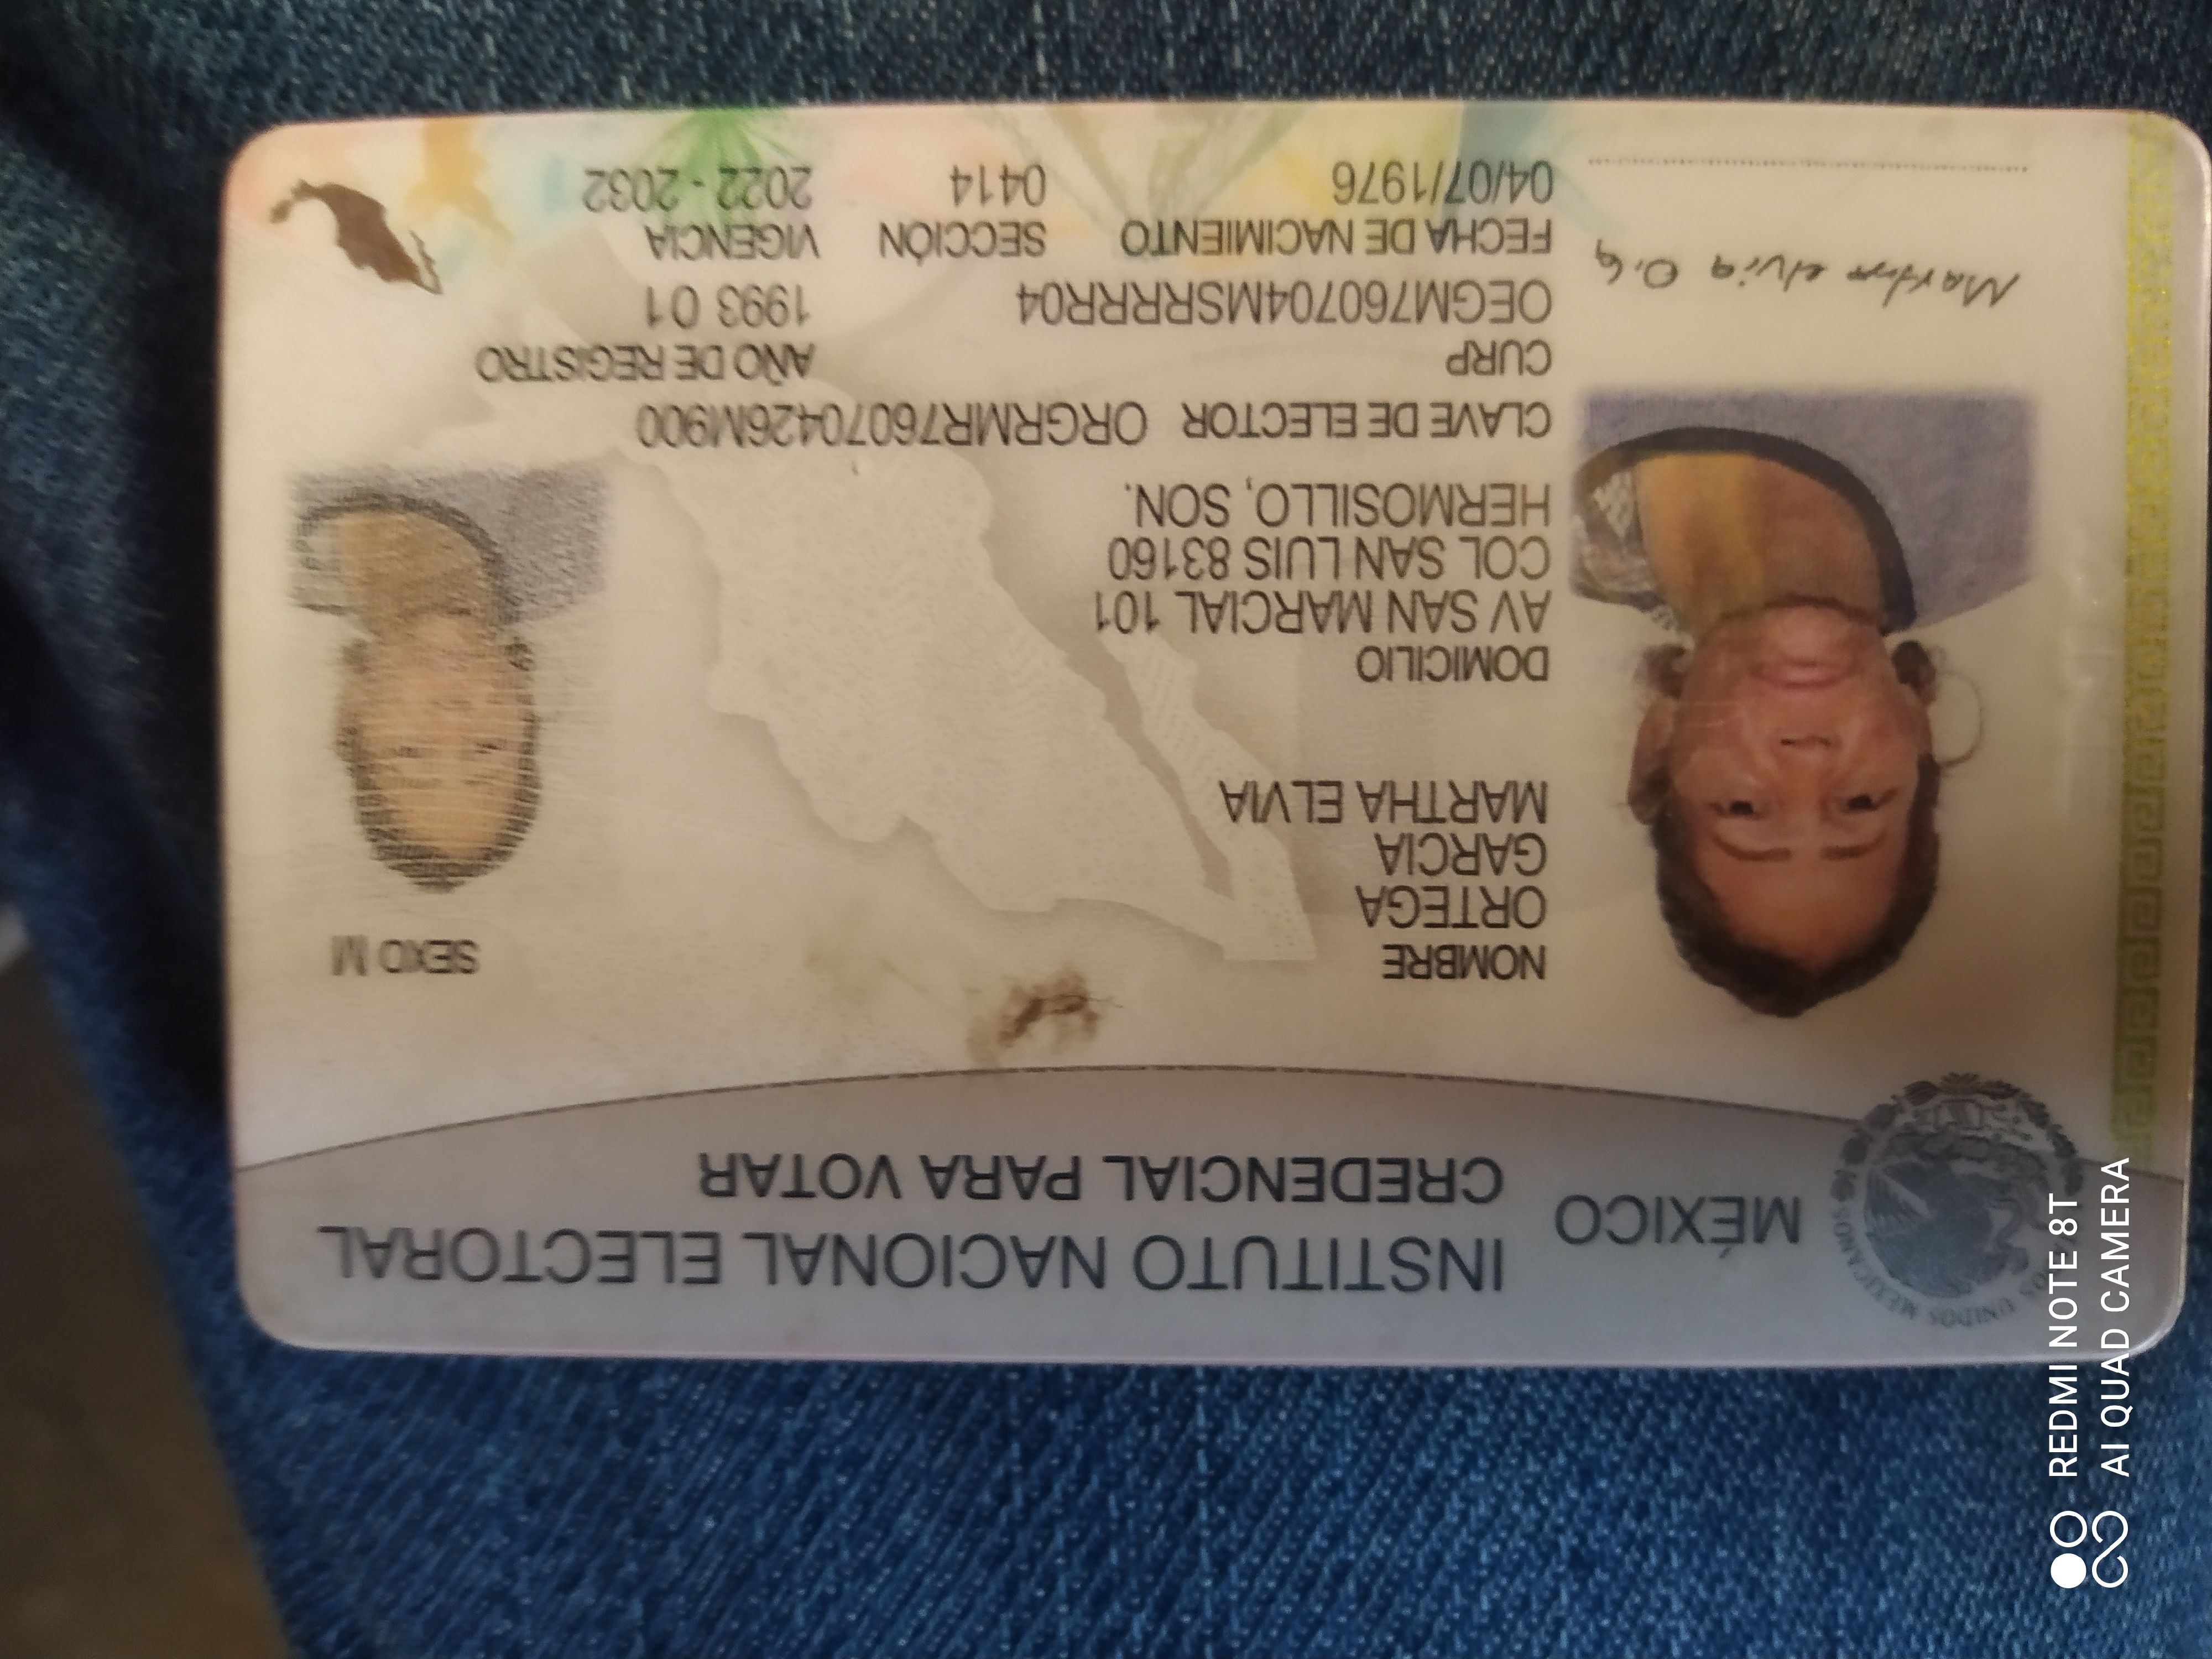 MÉXICO INSTITUTO NACIONAL ELECTORAL
CREDENCIAL PARA VOTAR
UNIDOS MEXICANOS
NOMBRE
ORTEGA
GARCIA
MARTHA ELVIA
SEXO M
DOMICILIO
AV SAN MARCIAL 101
COL SAN LUIS 83160
HERMOSILLO, SON.
CLAVE DE ELECTOR ORGRMR76070426M900
CURP
OEGM760704MSRRRR04
AÑO DE REGISTRO
1993 01
FECHA DE NACIMIENTO
04/07/1976
SECCIÓN
0414
VIGENCIA
2022 - 2032
Martha elvia O.G
REDMI NOTE 8T
AI QUAD CAMERA